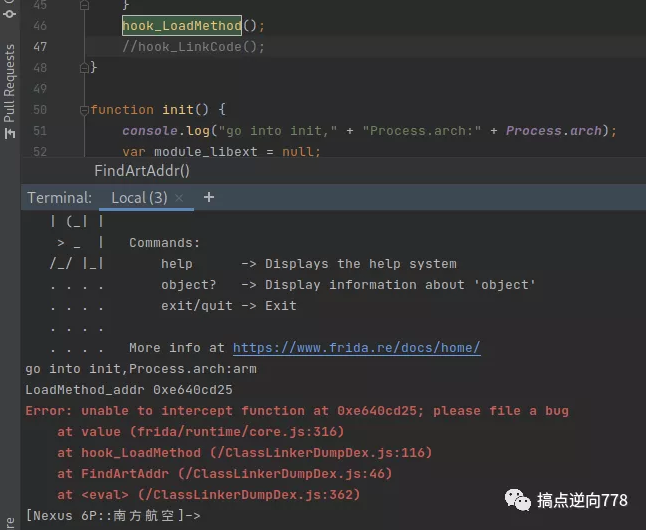 45
}
46 hook_LoadMethod();
47 //hook_LinkCode();
48 }
49
50 function init() {
51 console.log("go into init," + "Process.arch:" + Process.arch);
52 var module_libext = null;
Pull Requests
FindArtAddr()
Terminal: Local (3) × +
| (_| |
> _ | Commands:
/_/ |_| help -> Displays the help system
. . . . object? -> Display information about 'object'
. . . . exit/quit -> Exit
. . . .
. . . . More info at https://www.frida.re/docs/home/
go into init,Process.arch:arm
LoadMethod_addr 0xe640cd25
Error: unable to intercept function at 0xe640cd25; please file a bug
at value (frida/runtime/core.js:316)
at hook_LoadMethod (/ClassLinkerDumpDex.js:116)
at FindArtAddr (/ClassLinkerDumpDex.js:46)
at <eval> (/ClassLinkerDumpDex.js:362)
[Nexus 6P::南方航空]->
搞点逆向778